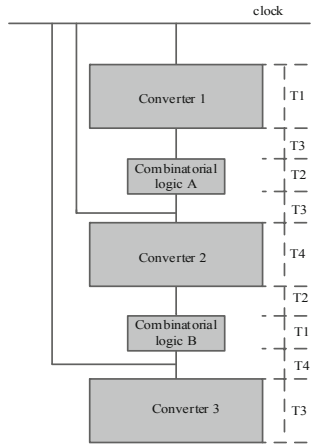 clock
Converter 1
T1
T3
Combinatorial
logic A
T2
T3
Converter 2
T4
T2
Combinatorial
logic B
T1
T4
Converter 3
T3